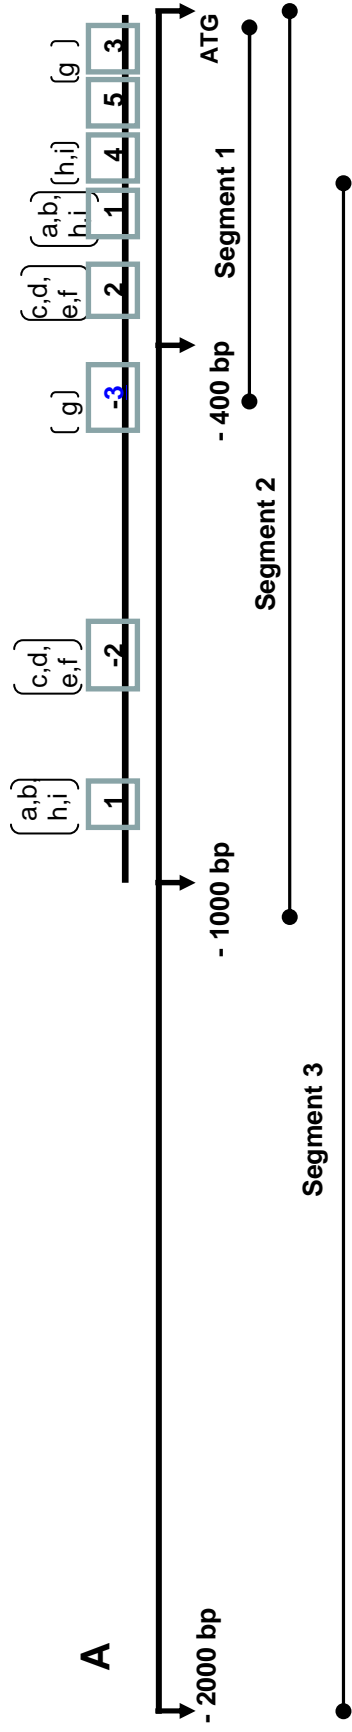 A
(a,b,
h,i)
(c,d,
e,f)
(g)
(c,d,
e,f)
(a,b,
h,i)
(h,i)
(g)
1
-2
-3
2
1
4
5
3
- 2000 bp
- 1000 bp
- 400 bp
ATG
Segment 1
Segment 2
Segment 3